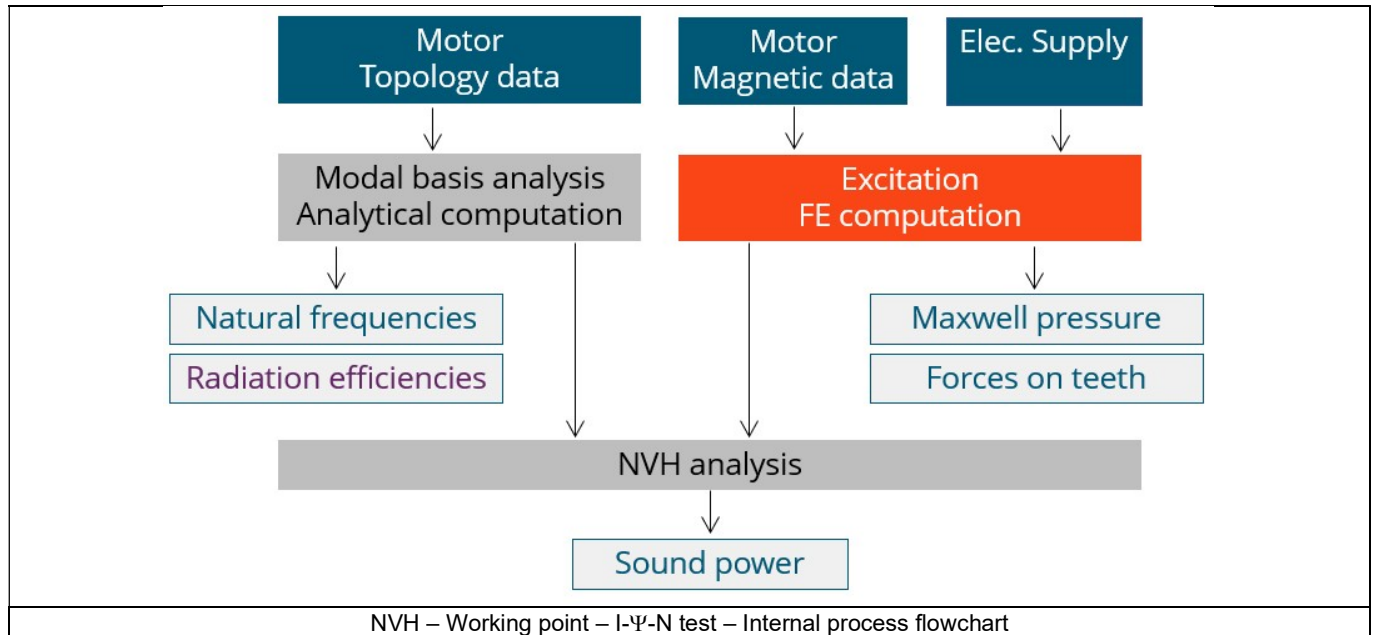 Motor
Topology data
Motor
Magnetic data
Elec. Supply
Modal basis analysis
Analytical computation
Excitation
FE computation
Natural frequencies
Radiation efficiencies
Maxwell pressure
Forces on teeth
NVH analysis
Sound power
NVH – Working point – I-Ψ-N test – Internal process flowchart